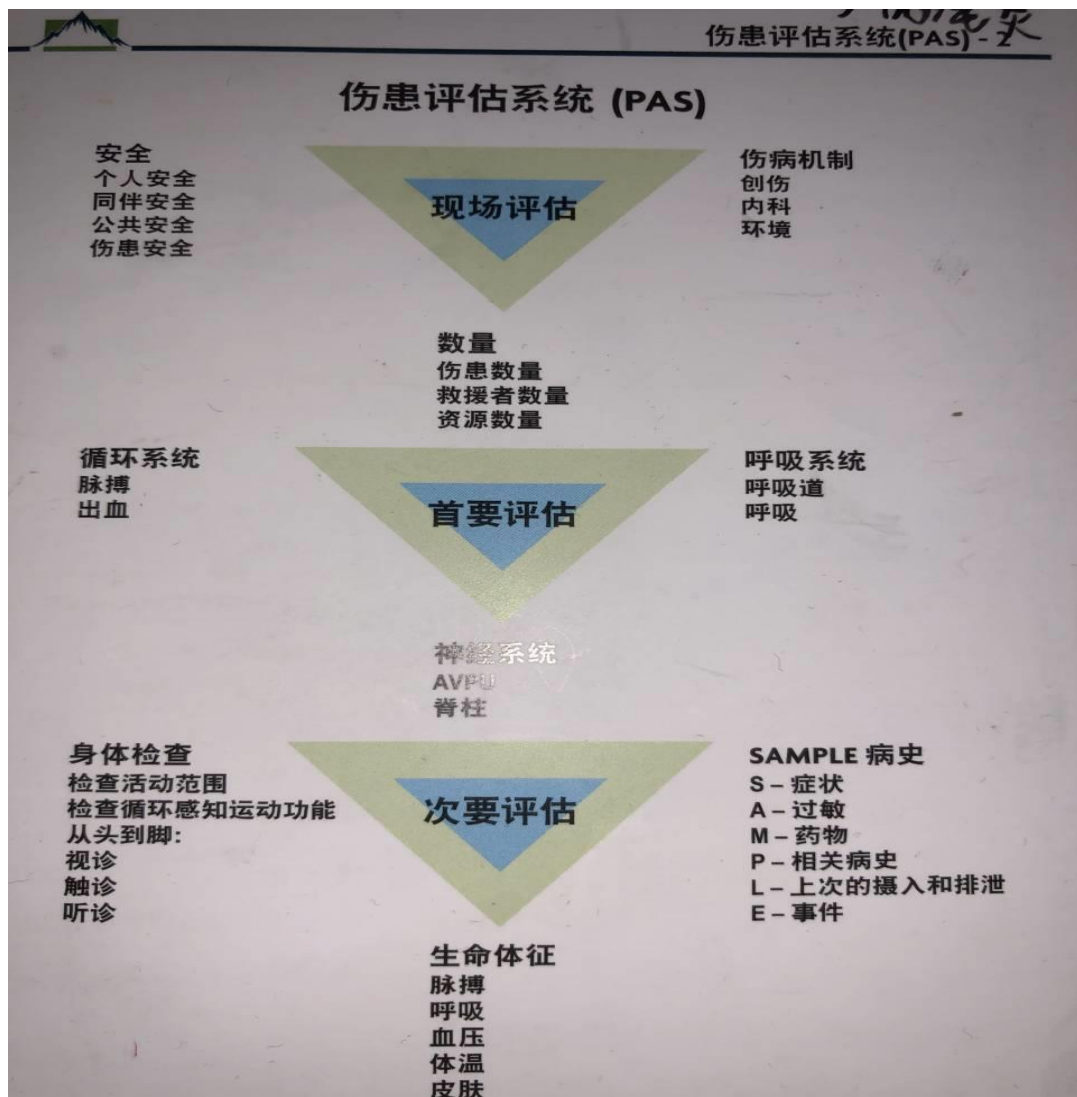 伤患评估系统(PAS) - 2
伤患评估系统 (PAS)
安全
个人安全
同伴安全
公共安全
伤患安全
现场评估
伤病机制
创伤
内科
环境
数量
伤患数量
救援者数量
资源数量
循环系统
脉搏
出血
首要评估
呼吸系统
呼吸道
呼吸
神经系统
AVPU
脊柱
身体检查
检查活动范围
检查循环感知运动功能
从头到脚:
视诊
触诊
听诊
次要评估
SAMPLE 病史
S – 症状
A – 过敏
M – 药物
P – 相关病史
L – 上次的摄入和排泄
E – 事件
生命体征
脉搏
呼吸
血压
体温
皮肤